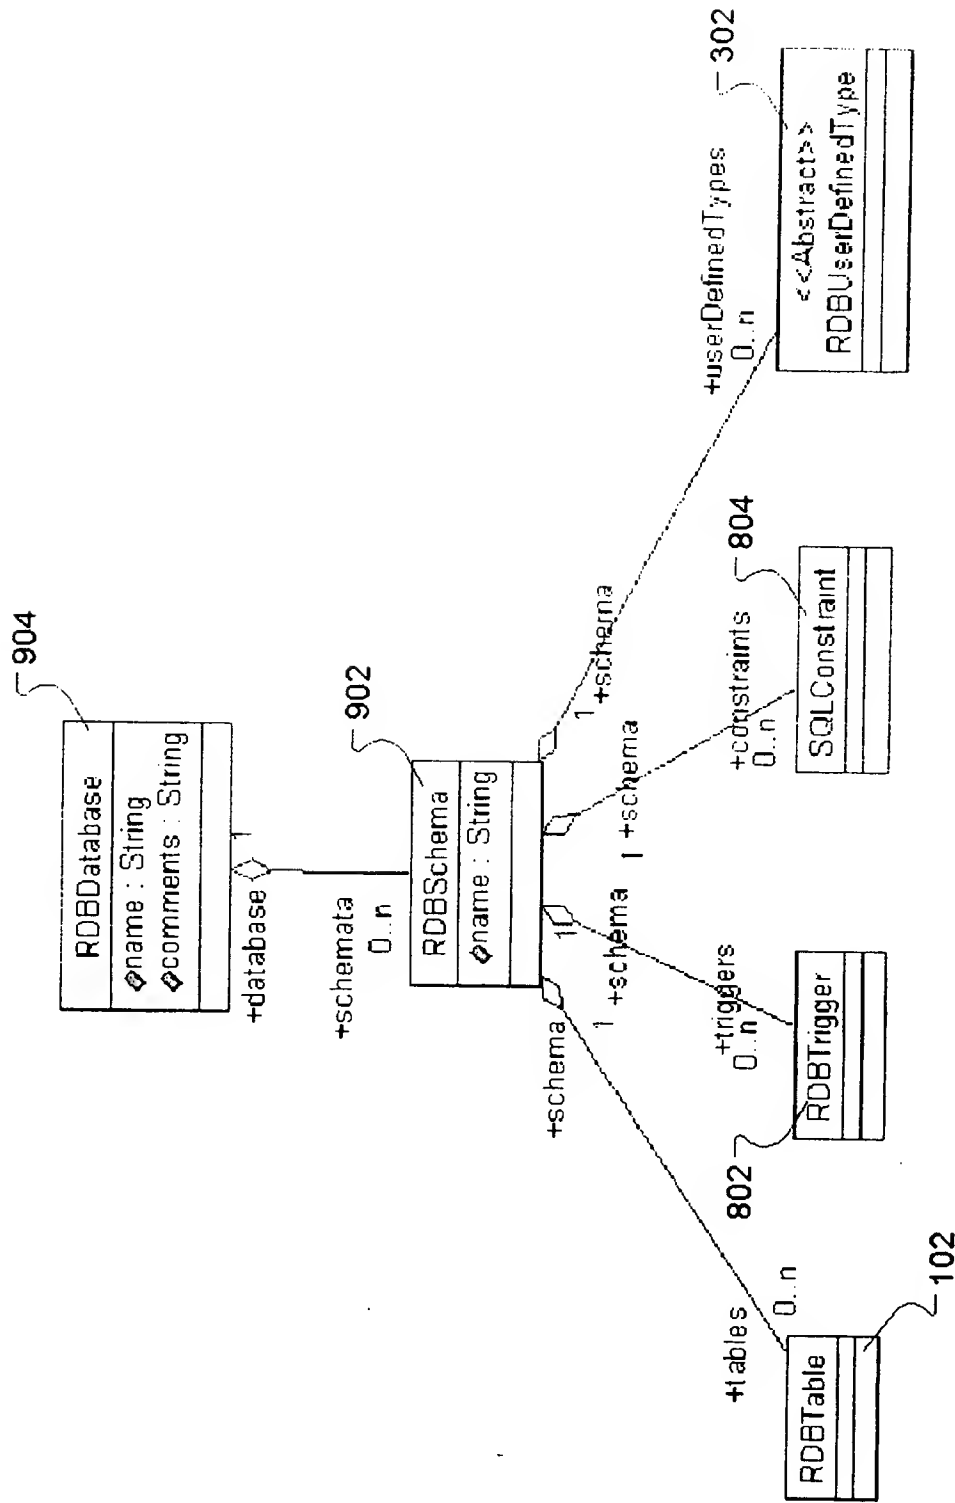 904
RDBDatabase
name : String
comments : String
1
+database
+schemata
0..n
902
RDBSchema
name : String
+schema
1
1
+schema
1
+schema
1
+schema
+tables
0..n
+triggers
0..n
+constraints
0..n
+userDefinedTypes
0..n
RDBTable
102
802
RDBTrigger
804
SQLConstraint
302
<<Abstract>>
RDBUserDefinedType